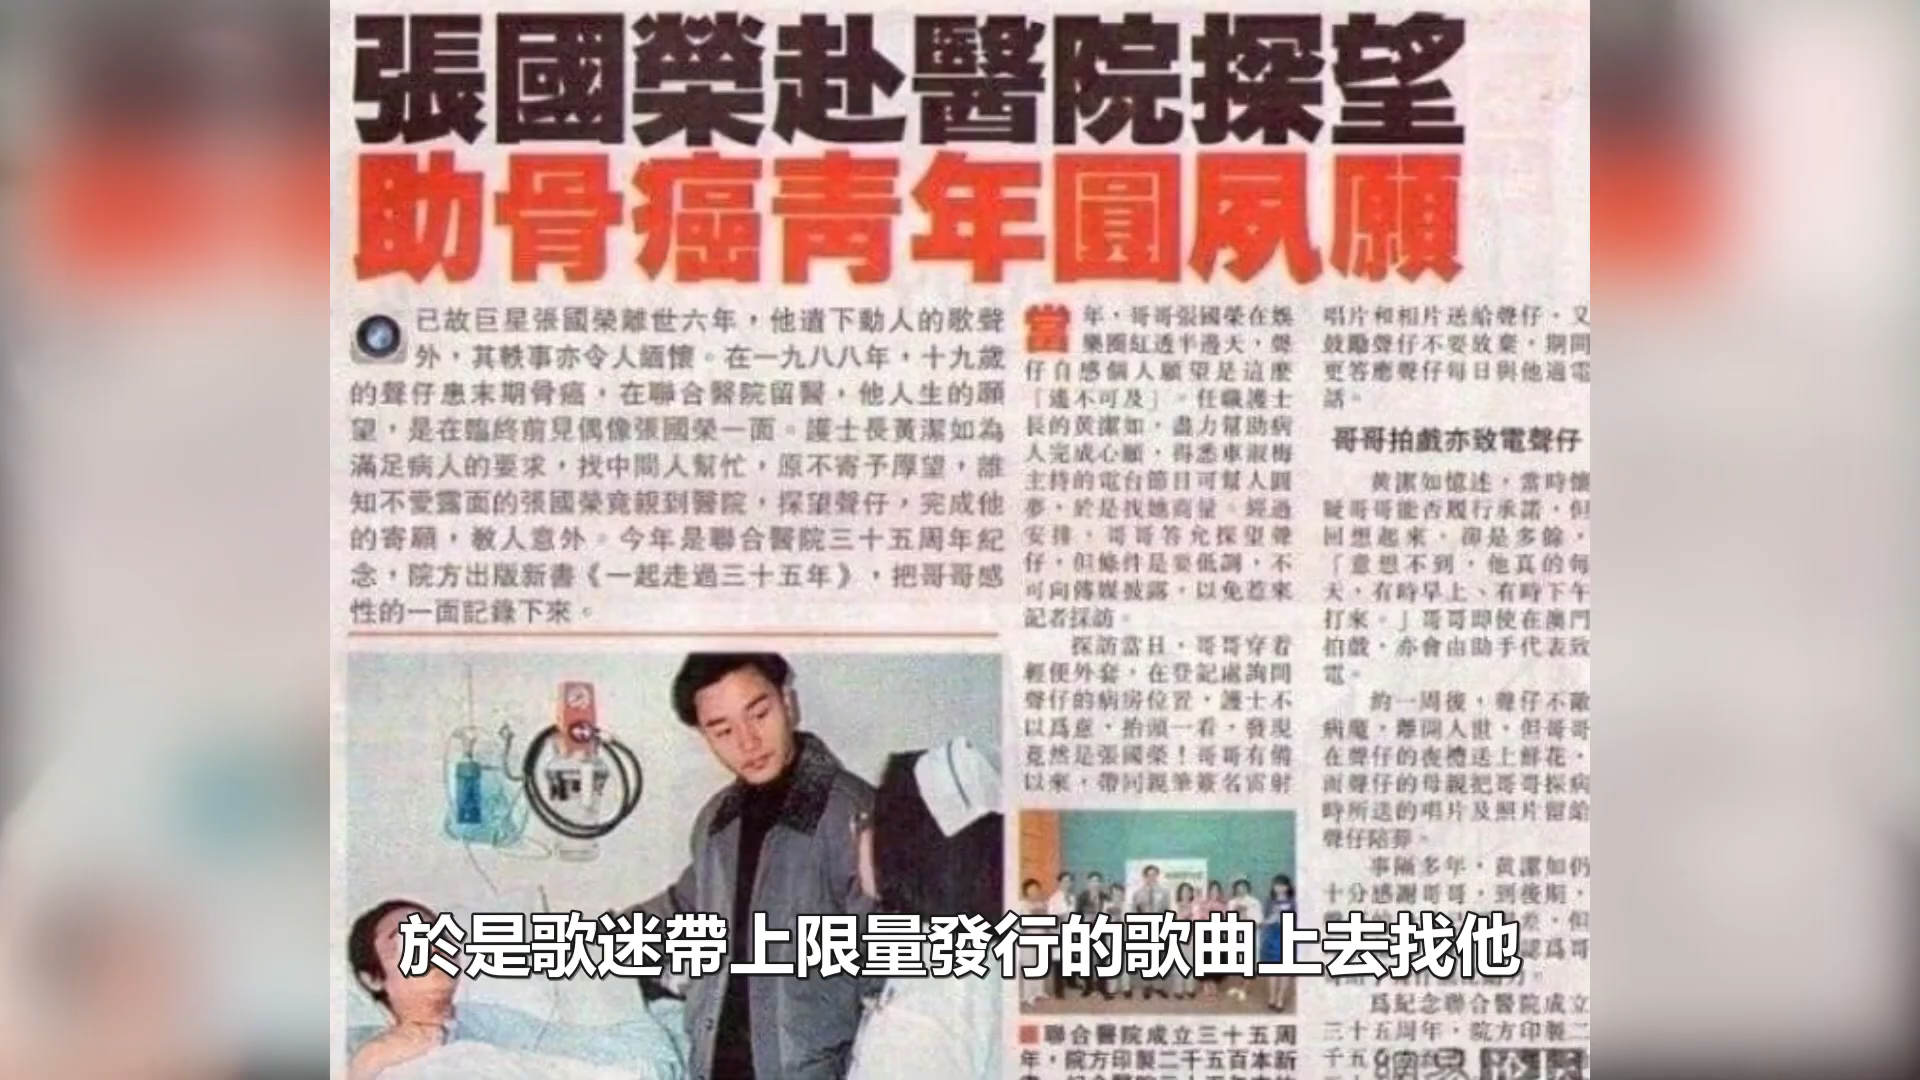 張國榮赴醫院探望
助骨癌青年圓夙願
已故巨星張國榮離世六年，他遺下動人的歌聲
外，其軼事亦令人緬懷。在一九八八年，十九歲
的聲仔患末期骨癌，在聯合醫院留醫，他人生的願
望，是在臨終前見偶像張國榮一面。護士長黃潔如為
滿足病人的要求，找中間人幫忙，原不寄予厚望，誰
知不愛露面的張國榮竟親到醫院，探望聲仔，完成他
的寄願，教人意外。今年是聯合醫院三十五周年紀
念，院方出版新書《一起走過三十五年》，把哥哥感
性的一面記錄下來。
當年，哥哥張國榮在娛
樂圈紅透半邊天，聲
仔自感個人願望是這麼
「遙不可及」。任職護士
長的黃潔如，盡力幫助病
人完成心願，得悉車淑梅
主持的電台節目可幫人圓
夢，於是找她商量。經過
安排，哥哥答允探望聲
仔，但條件是要低調，不
可向傳媒披露，以免惹來
記者採訪。
探訪當日，哥哥穿着
輕便外套，在登記處詢問
聲仔的病房位置，護士不
以爲意，抬頭一看，發現
竟然是張國榮！哥哥有備
以來，帶同親筆簽名雷射
唱片和相片送給聲仔，又
鼓勵聲仔不要放棄，期間
更答應聲仔每日與他通電
話。
哥哥拍戲亦致電聲仔
黃潔如憶述，當時懷
疑哥哥能否履行承諾，但
回想起來，卻是多餘，
「意想不到，他真的每
天，有時早上、有時下午
打來。」哥哥即使在澳門
拍戲，亦會由助手代表致
電。
約一周後，聲仔不敵
病魔，離開人世，但哥哥
在聲仔的喪禮送上鮮花，
而聲仔的母親把哥哥探病
時所送的唱片及照片留給
聲仔陪葬。
事隔多年，黃潔如仍
十分感謝哥哥，到後期，
差，但
認爲哥
爲紀念聯合醫院成立
三十五周年，院方印製二
千五
聯合醫院成立三十五周
年，院方印製二千五百本新
於是歌迷帶上限量發行的歌曲上去找他